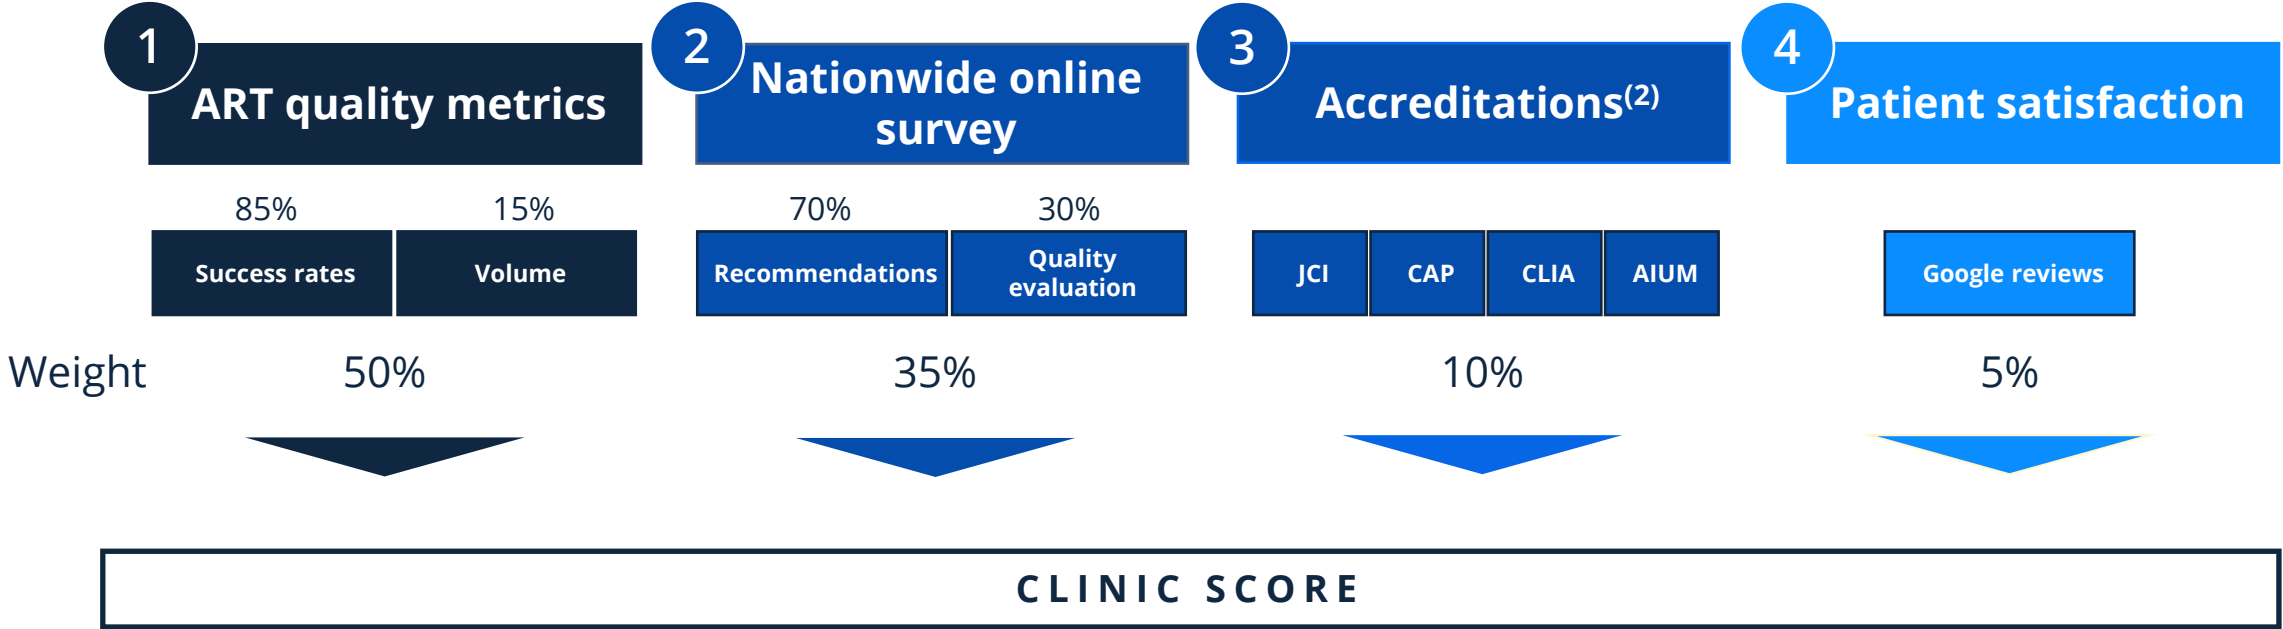 1
ART quality metrics
2
Nationwide online
survey
3
Accreditations(2)
4
Patient satisfaction
85%
15%
70%
30%
Success rates
Volume
Recommendations
Quality
evaluation
JCI
CAP
CLIA
AIUM
Google reviews
Weight
50%
35%
10%
5%
CLINIC SCORE